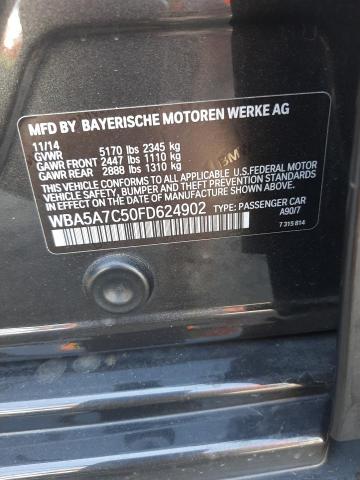 MFD BY BAYERISCHE MOTOREN WERKE AG
11/14
GVWR 5170 lbs 2345 kg
GAWR FRONT 2447 lbs 1110 kg
GAWR REAR 2888 lbs 1310 kg
THIS VEHICLE CONFORMS TO ALL APPLICABLE U.S.FEDERAL MOTOR
VEHICLE SAFETY, BUMPER, AND THEFT PREVENTION STANDARDS
IN EFFECT ON THE DATE OF MANUFACTURE SHOWN ABOVE.
WBA5A7C50FD624902 TYPE: PASSENGER CAR
A90/7
7 315 814